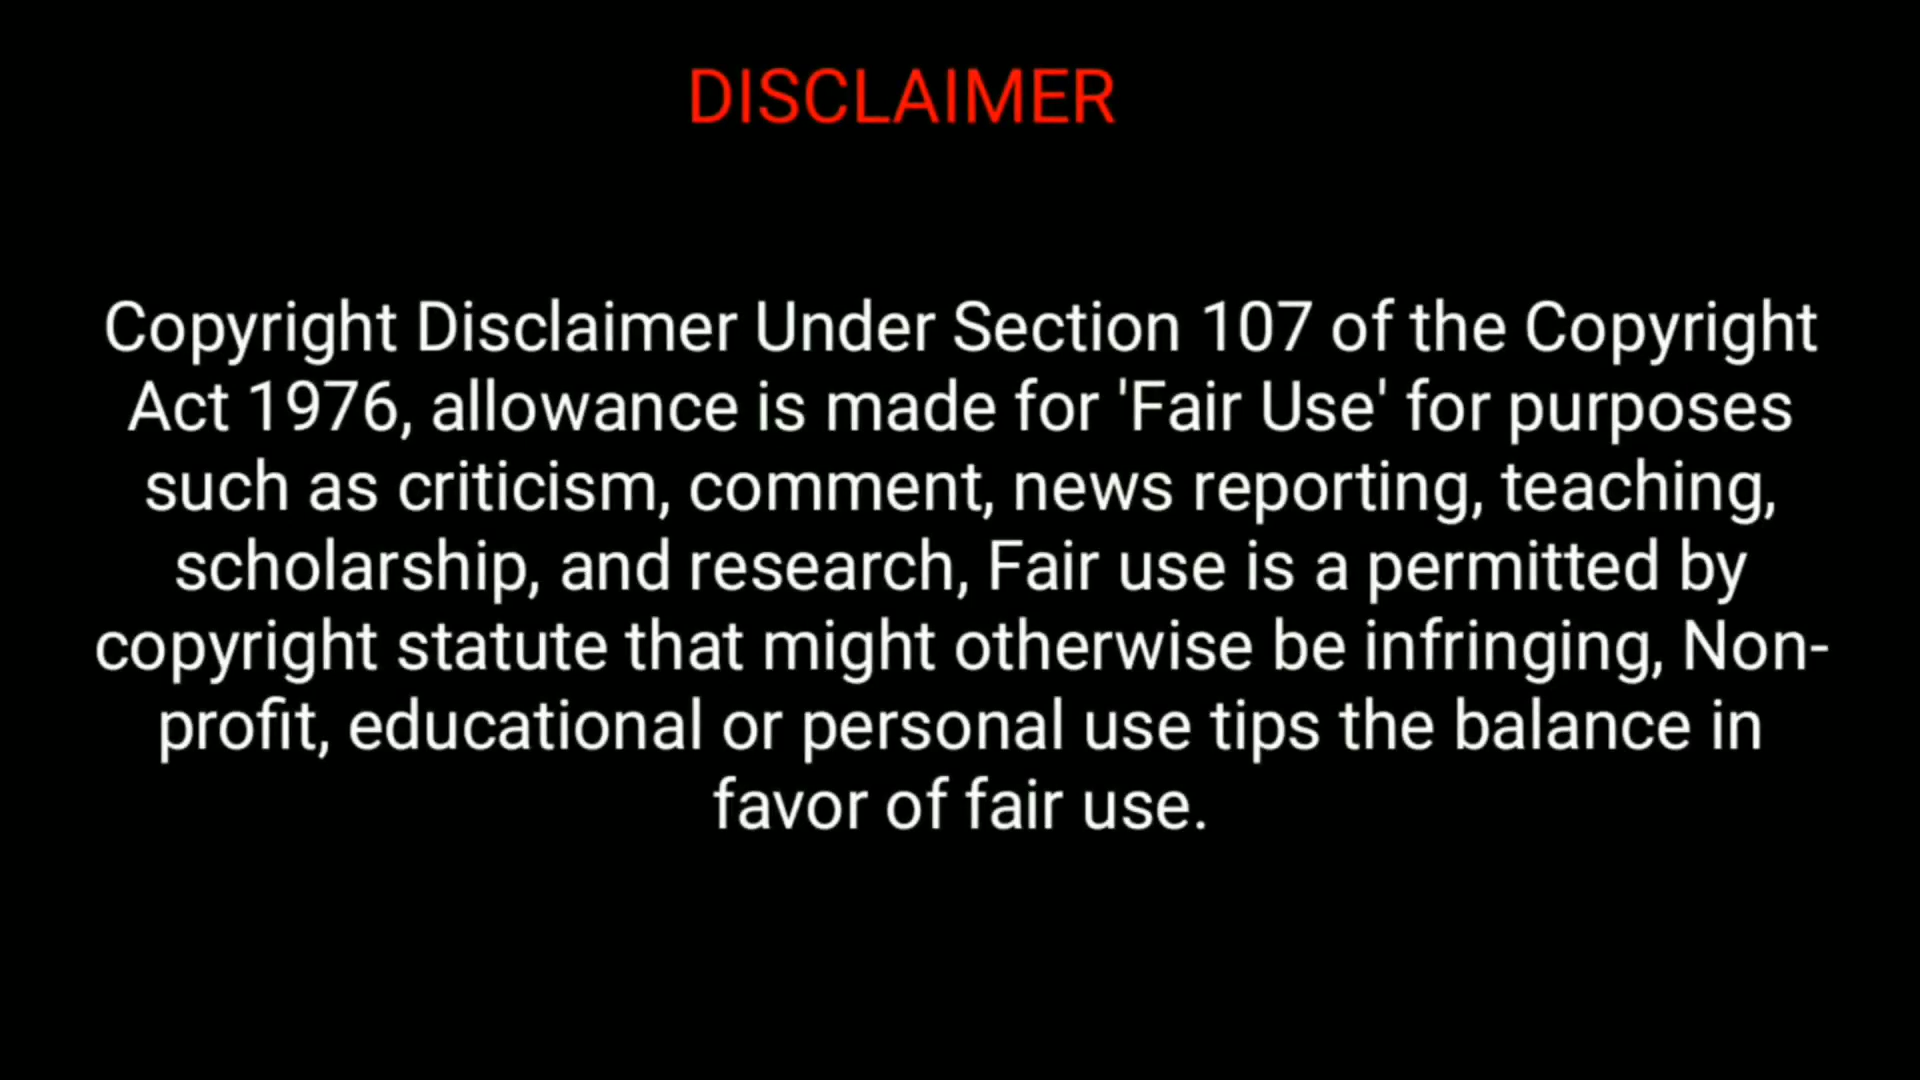 DISCLAIMER
Copyright Disclaimer Under Section 107 of the Copyright
Act 1976, allowance is made for 'Fair Use' for purposes
such as criticism, comment, news reporting, teaching,
scholarship, and research, Fair use is a permitted by
copyright statute that might otherwise be infringing, Non-
profit, educational or personal use tips the balance in
favor of fair use.